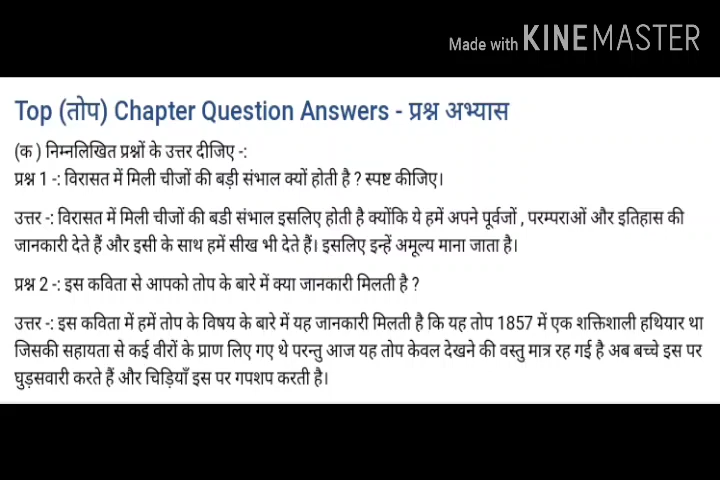 Made with KINEMASTER
Top (तोप) Chapter Question Answers - प्रश्न अभ्यास
(क ) निम्नलिखित प्रश्नों के उत्तर दीजिए -:
प्रश्न 1 -: विरासत में मिली चीजों की बड़ी संभाल क्यों होती है ? स्पष्ट कीजिए।
उत्तर -: विरासत में मिली चीजों की बडी संभाल इसलिए होती है क्योंकि ये हमें अपने पूर्वजों , परम्पराओं और इतिहास की
जानकारी देते हैं और इसी के साथ हमें सीख भी देते हैं। इसलिए इन्हें अमूल्य माना जाता है।
प्रश्न 2 -: इस कविता से आपको तोप के बारे में क्या जानकारी मिलती है ?
उत्तर -: इस कविता में हमें तोप के विषय के बारे में यह जानकारी मिलती है कि यह तोप 1857 में एक शक्तिशाली हथियार था
जिसकी सहायता से कई वीरों के प्राण लिए गए थे परन्तु आज यह तोप केवल देखने की वस्तु मात्र रह गई है अब बच्चे इस पर
घुड़सवारी करते हैं और चिड़ियाँ इस पर गपशप करती है।